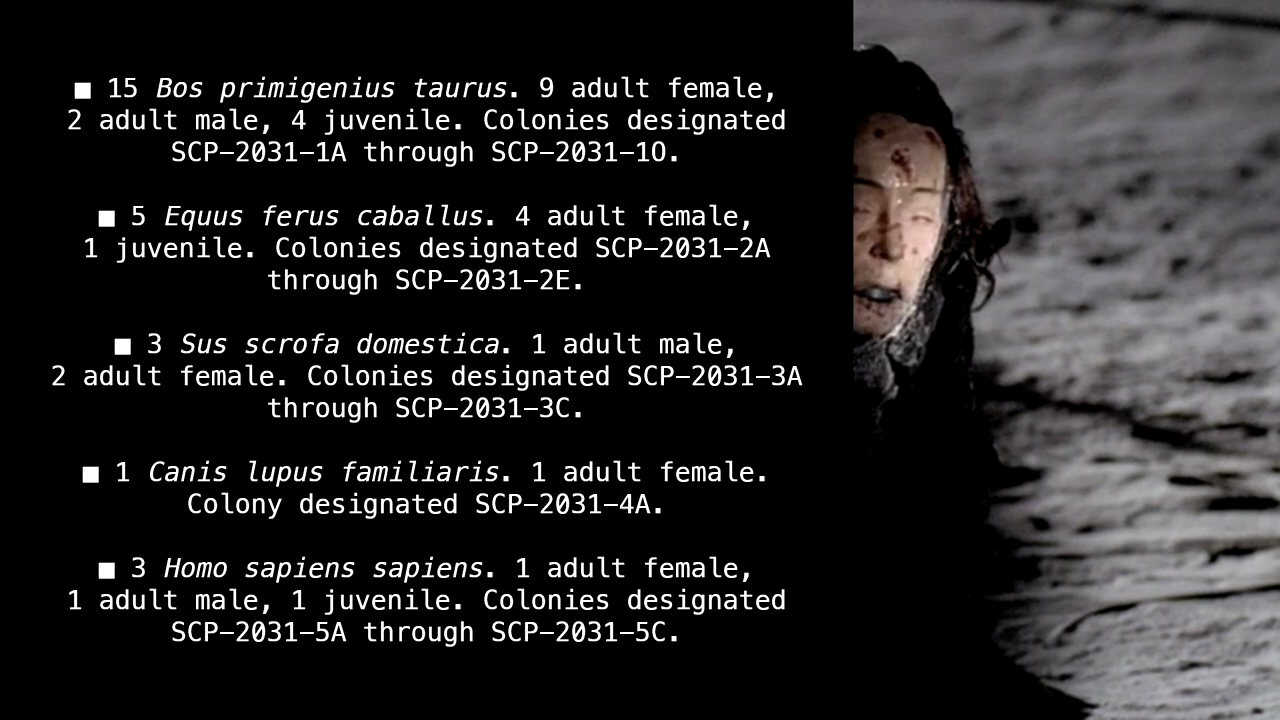 ■ 15 Bos primigenius taurus. 9 adult female,
2 adult male, 4 juvenile. Colonies designated
SCP–2031–1A through SCP–2031–1O.
■ 5 Equus ferus caballus. 4 adult female,
1 juvenile. Colonies designated SCP–2031–2A
through SCP–2031–2E.
■ 3 Sus scrofa domestica. 1 adult male,
2 adult female. Colonies designated SCP–2031–3A
through SCP–2031–3C.
■ 1 Canis lupus familiaris. 1 adult female.
Colony designated SCP–2031–4A.
■ 3 Homo sapiens sapiens. 1 adult female,
1 adult male, 1 juvenile. Colonies designated
SCP–2031–5A through SCP–2031–5C.